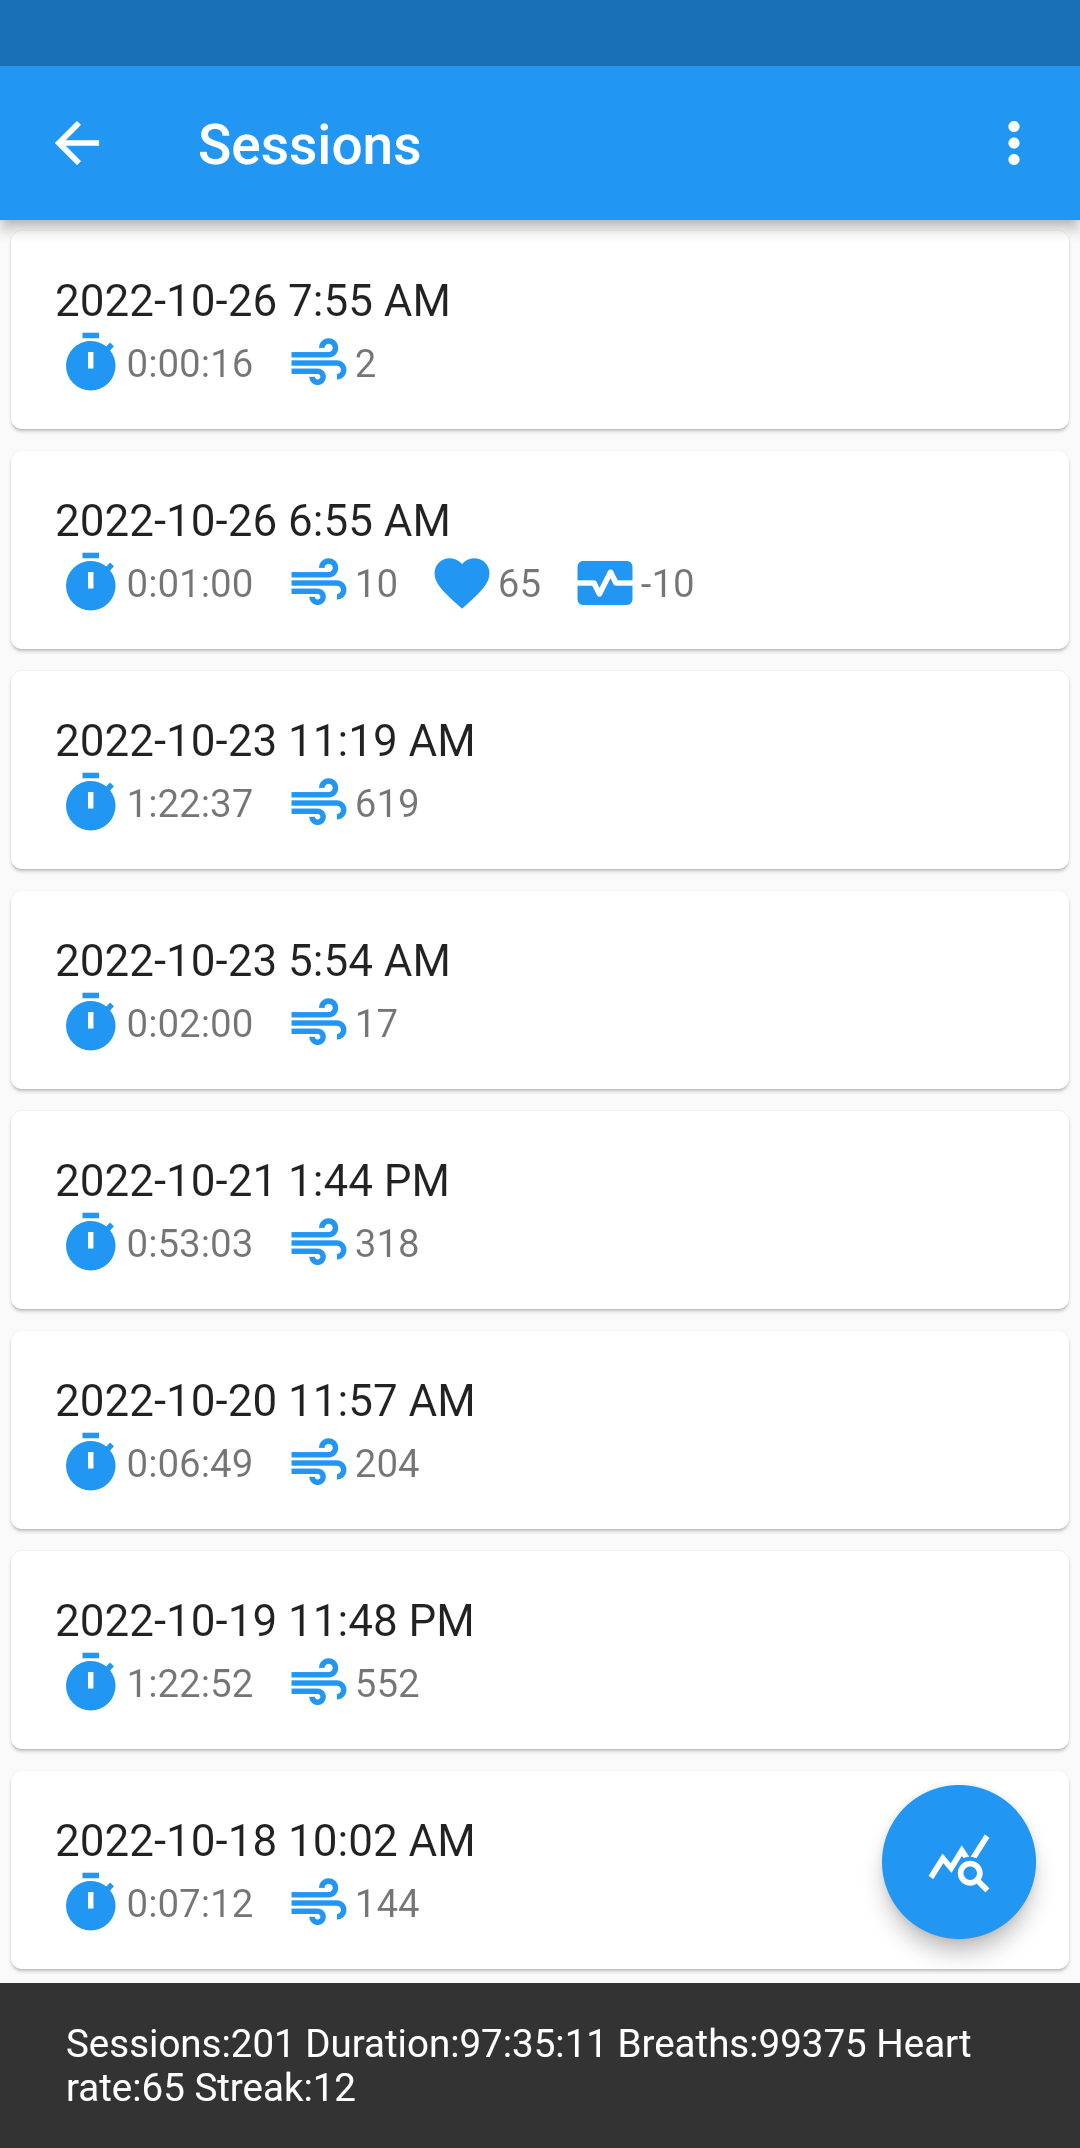 Sessions
2022-10-26 7:55 AM
0:00:16 2
2022-10-26 6:55 AM
0:01:00 10 65 -10
2022-10-23 11:19 AM
1:22:37 619
2022-10-23 5:54 AM
0:02:00 17
2022-10-21 1:44 PM
0:53:03 318
2022-10-20 11:57 AM
0:06:49 204
2022-10-19 11:48 PM
1:22:52 552
2022-10-18 10:02 AM
0:07:12 144
Sessions:201 Duration:97:35:11 Breaths:99375 Heart
rate:65 Streak:12